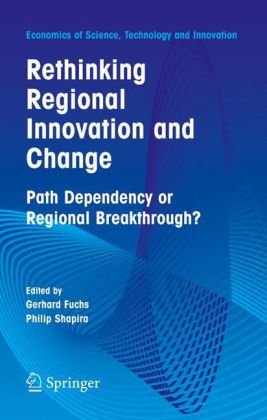 Economics of Science, Technology and Innovation
Rethinking
Regional
Innovation and
Change
Path Dependency or
Regional Breakthrough?
Edited by
Gerhard Fuchs
Philip Shapira
Springer